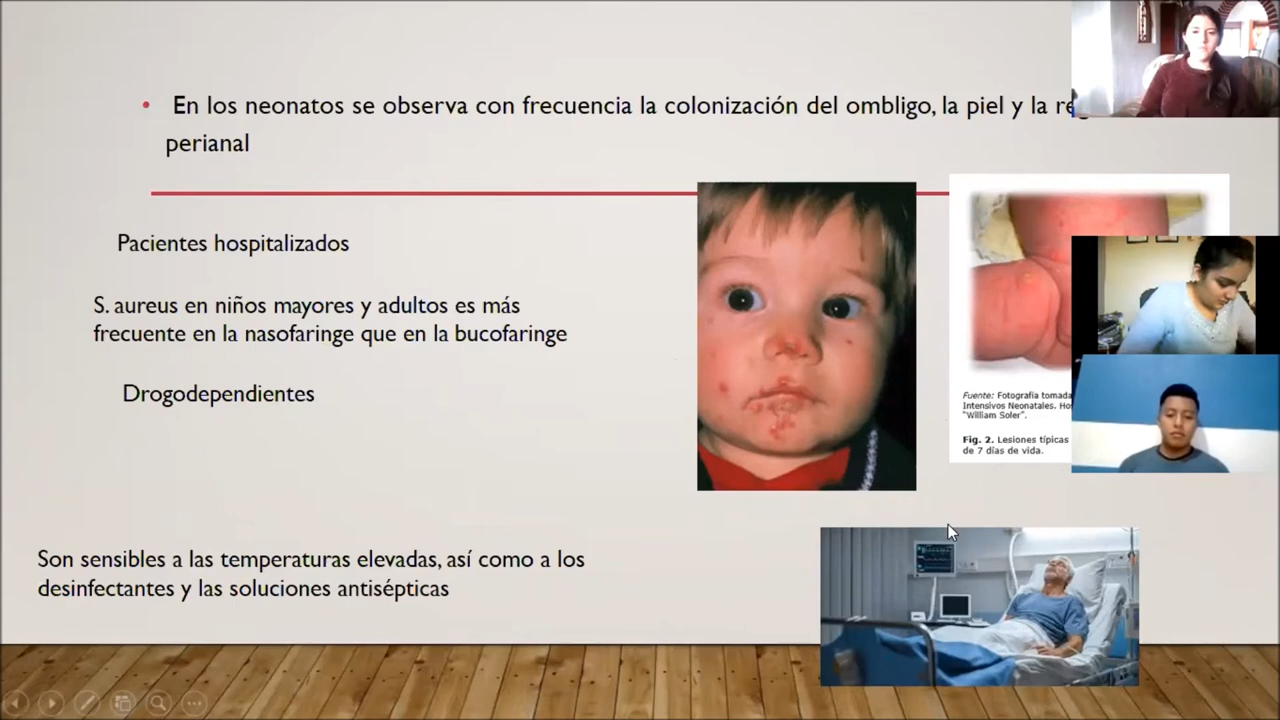 En los neonatos se observa con frecuencia la colonización del ombligo, la piel y la
perianal
Pacientes hospitalizados
S. aureus en niños mayores y adultos es más
frecuente en la nasofaringe que en la bucofaringe
Drogodependientes
Son sensibles a las temperaturas elevadas, así como a los
desinfectantes y las soluciones antisépticas
Fuente: Fotografía tomada
Intensivos Neonatales.
"William Soler".
Fig. 2. Lesiones típicas
de 7 días de vida.